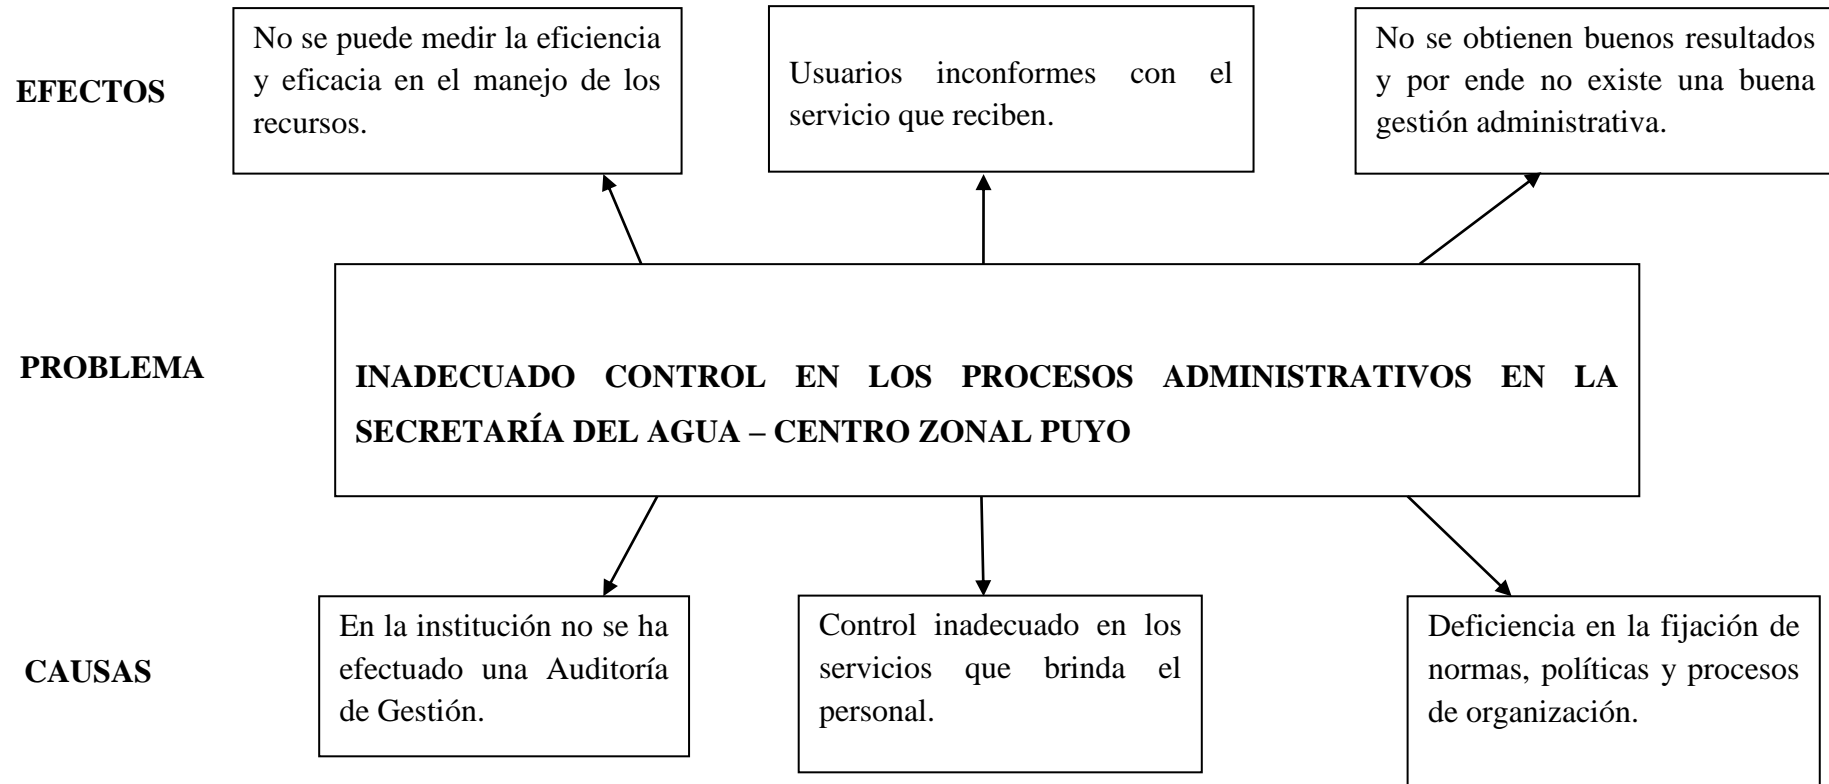 EFECTOS
No se puede medir la eficiencia
y eficacia en el manejo de los
recursos.
Usuarios inconformes con el
servicio que reciben.
No se obtienen buenos resultados
y por ende no existe una buena
gestión administrativa.
PROBLEMA
INADECUADO CONTROL EN LOS PROCESOS ADMINISTRATIVOS EN LA
SECRETARÍA DEL AGUA – CENTRO ZONAL PUYO
CAUSAS
En la institución no se ha
efectuado una Auditoría
de Gestión.
Control inadecuado en los
servicios que brinda el
personal.
Deficiencia en la fijación de
normas, políticas y procesos
de organización.